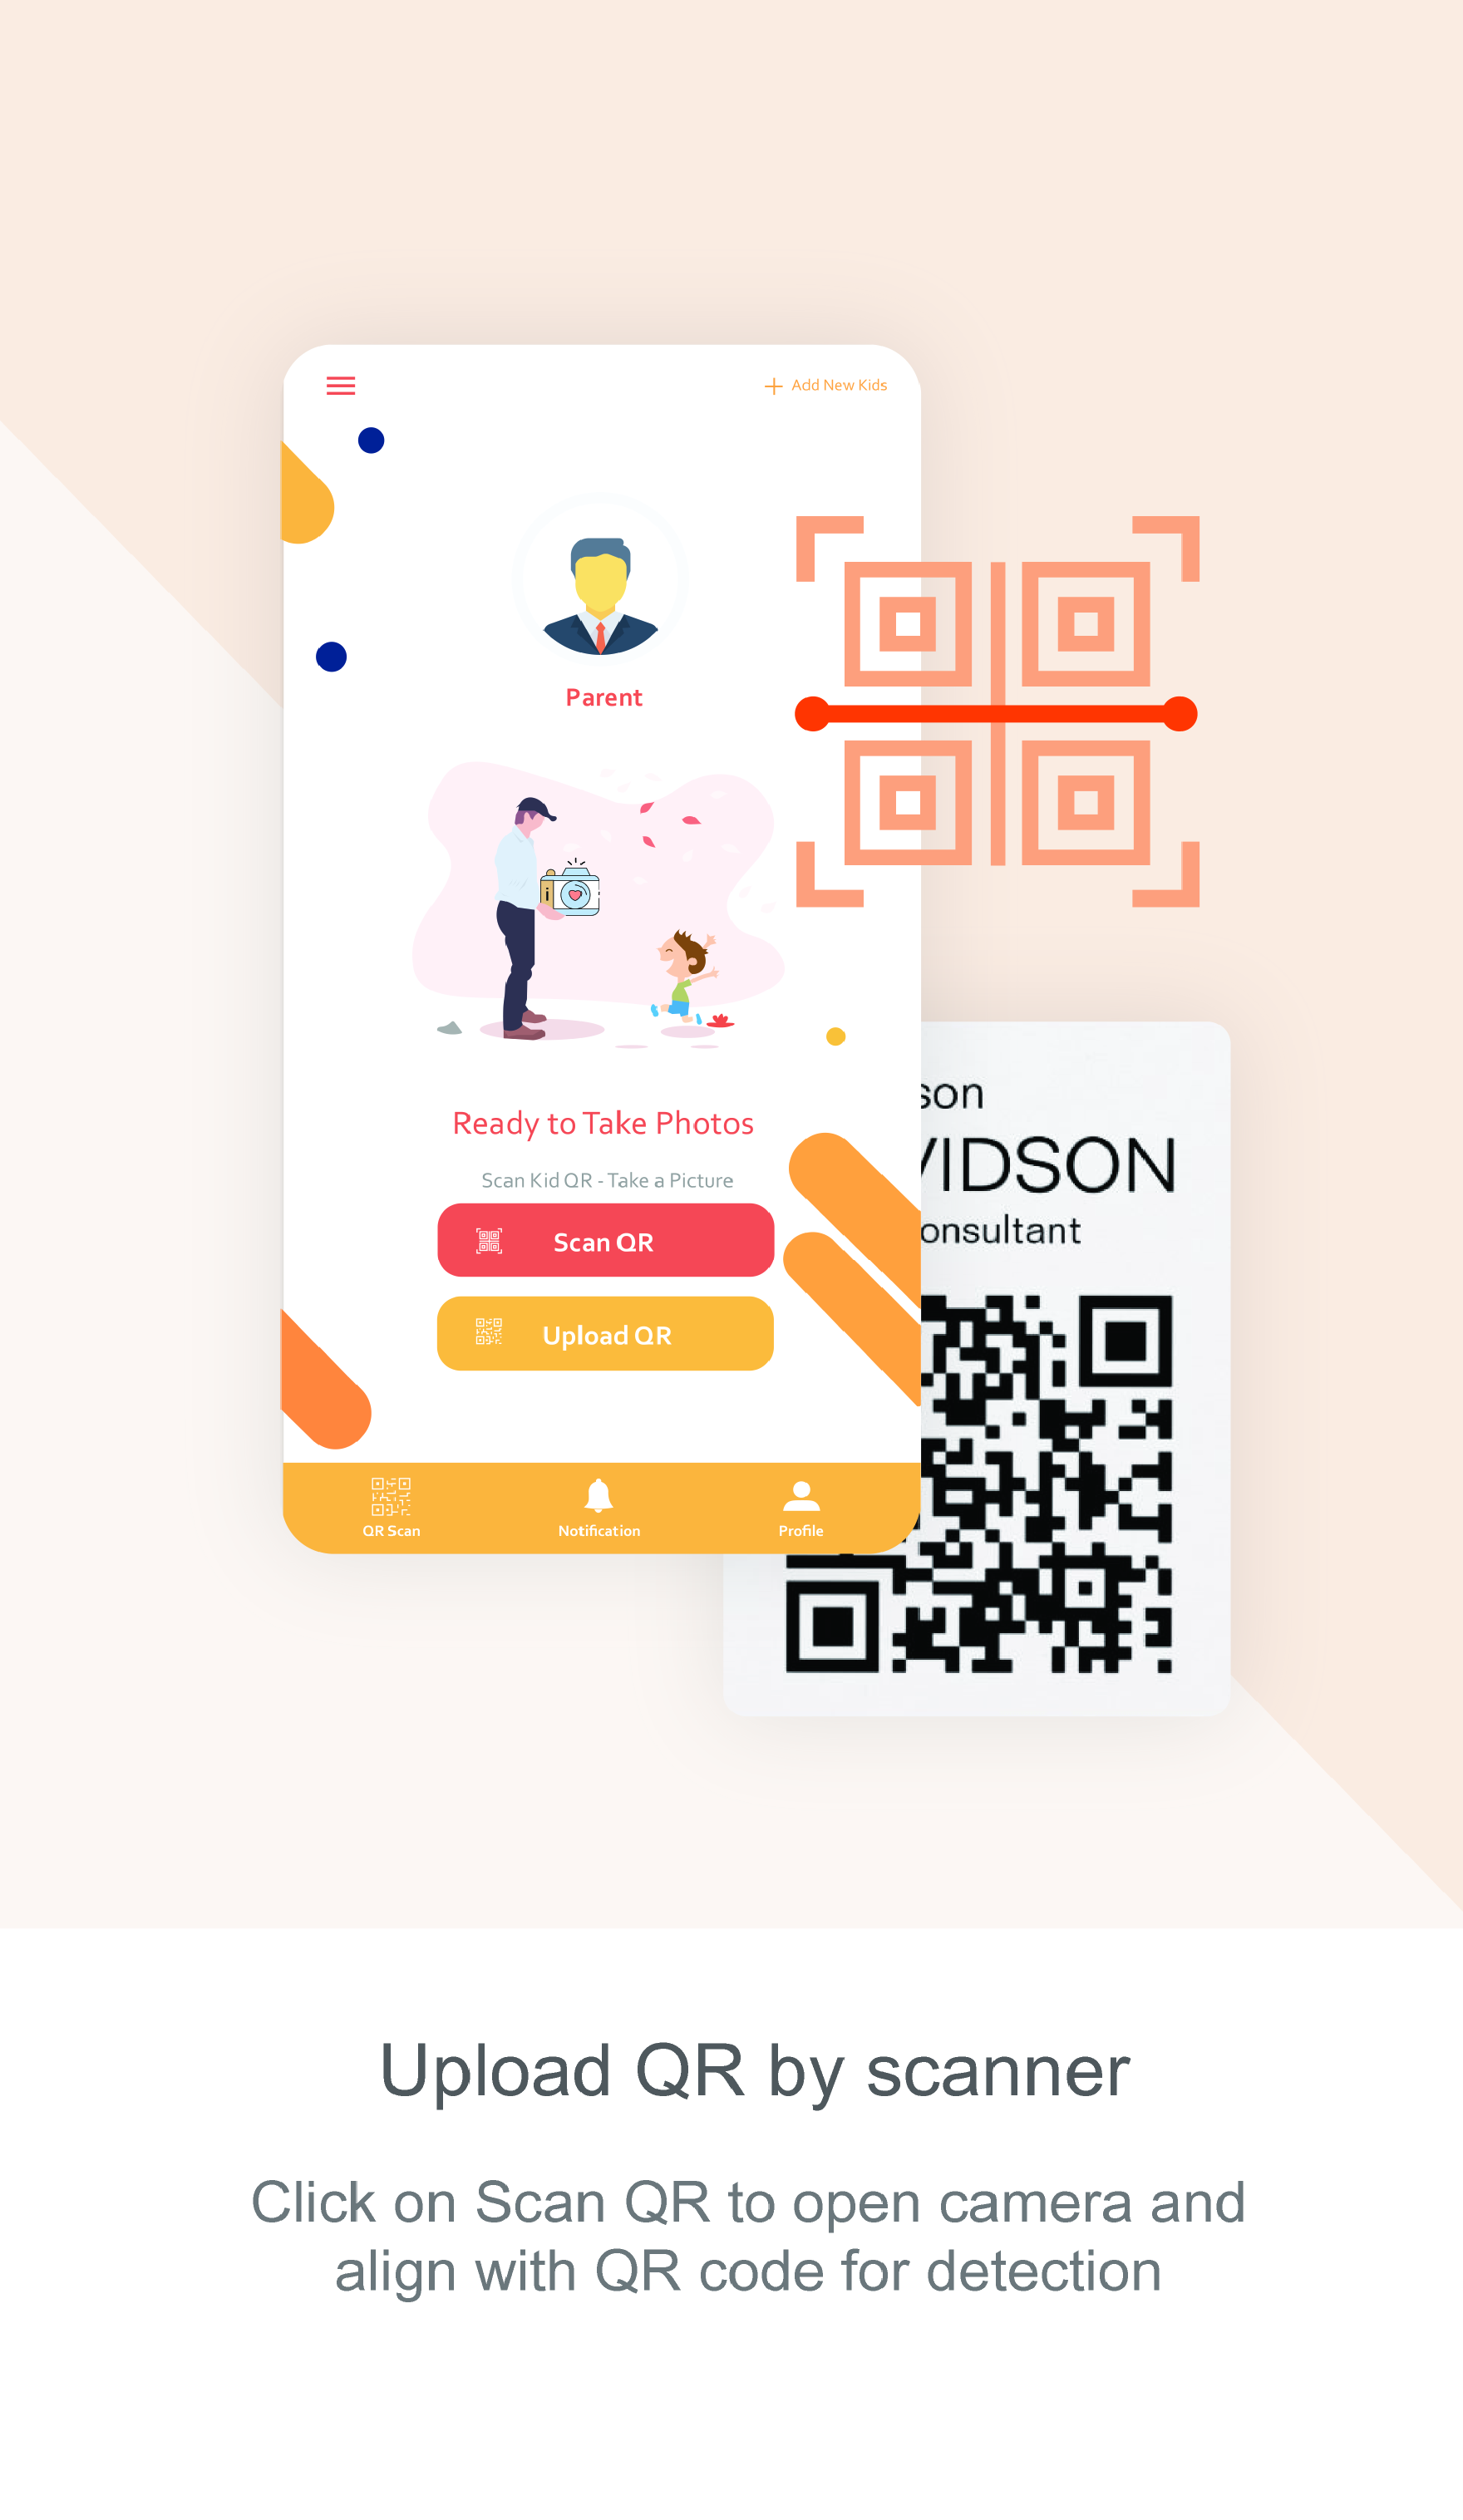 Add New Kids
Parent
son
VIDSON
onsultant
Ready to Take Photos
Scan Kid QR - Take a Picture
Scan QR
Upload QR
QR Scan
Notification
Profile
Upload QR by scanner
Click on Scan QR to open camera and
align with QR code for detection